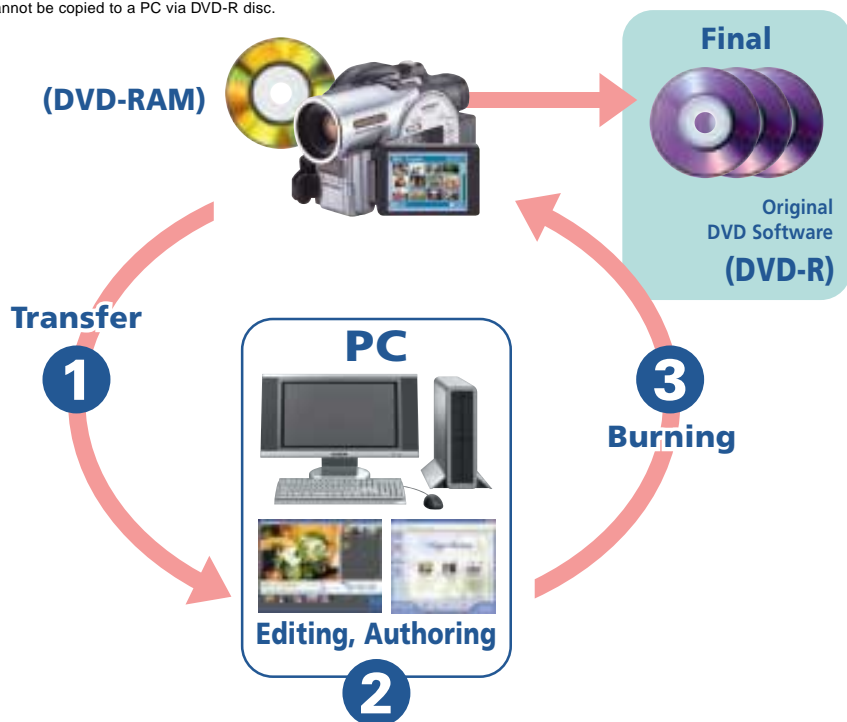 annot be copied to a PC via DVD-R disc.
(DVD-RAM)
Final
Original
DVD Software
(DVD-R)
Transfer
1
PC
3
Burning
Editing, Authoring
2